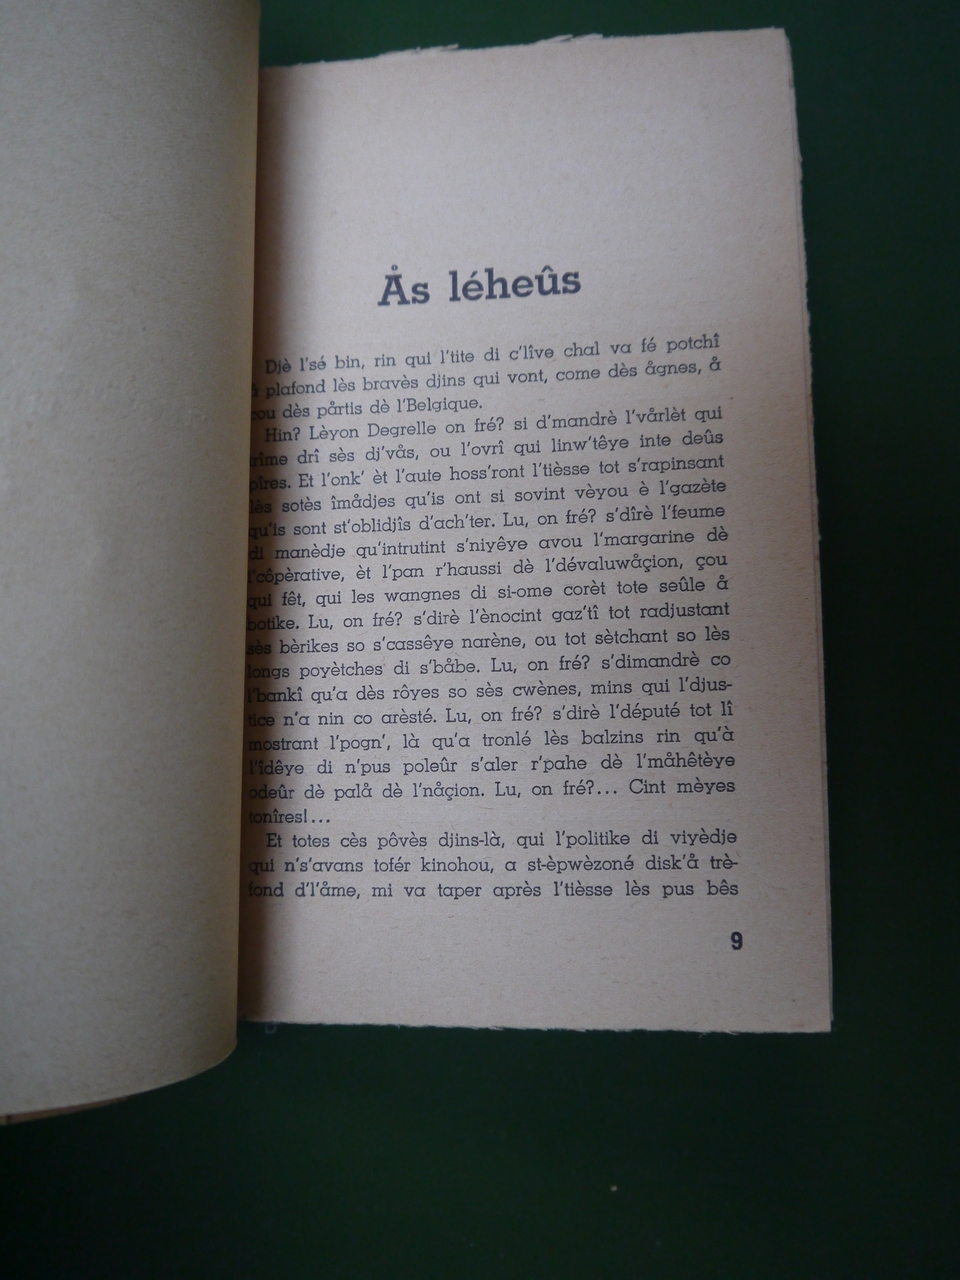 Ås léheûs
Djè l'sé bin, rin qui l'tite di c'lîve chal va fé potchî
å plafond lès bravès djins qui vont, come dès ågnes, å
cou dès pårtis dè l'Belgique.
Hin? Lèyon Degrelle on fré? si d'mandrè l'vårlèt qui
trîme drî sès dj'vås, ou l'ovrî qui linw'têye inte deûs
pîres. Et l'onk' èt l'aute hoss'ront l'tièsse tot s'rapinsant
lès sotès îmådjes qu'is ont si sovint vèyou è l'gazète
qu'is sont st'oblidjîs d'ach'ter. Lu, on fré? s'dîrè l'feume
di manèdje qu'intrutint s'niyêye avou l'margarine dè
l'côpèrative, èt l'pan r'haussi dè l'dévaluwåçion, çou
qui fêt, qui les wangnes di si-ome corèt tote seûle å
botike. Lu, on fré? s'dirè l'ènocint gaz'tî tot radjustant
sès bèrikes so s'cassêye narène, ou tot sètchant so lès
longs poyètches di s'båbe. Lu, on fré? s'dimandrè co
l'bankî qu'a dès rôyes so sès cwènes, mins qui l'djus-
tice n'a nin co arèsté. Lu, on fré? s'dirè l'député tot lî
mostrant l'pogn', là qu'a tronlé lès balzins rin qu'à
l'îdêye di n'pus poleûr s'aler r'pahe dè l'måhêtèye
odeûr dè palå dè l'nåçion. Lu, on fré?... Cint mèyes
tonîres!...
Et totes cès pôvès djins-là, qui l'politike di viyèdje
qui n's'avans tofér kinohou, a st-èpwèzoné disk'å trè-
fond d'l'åme, mi va taper après l'tièsse lès pus bês
9